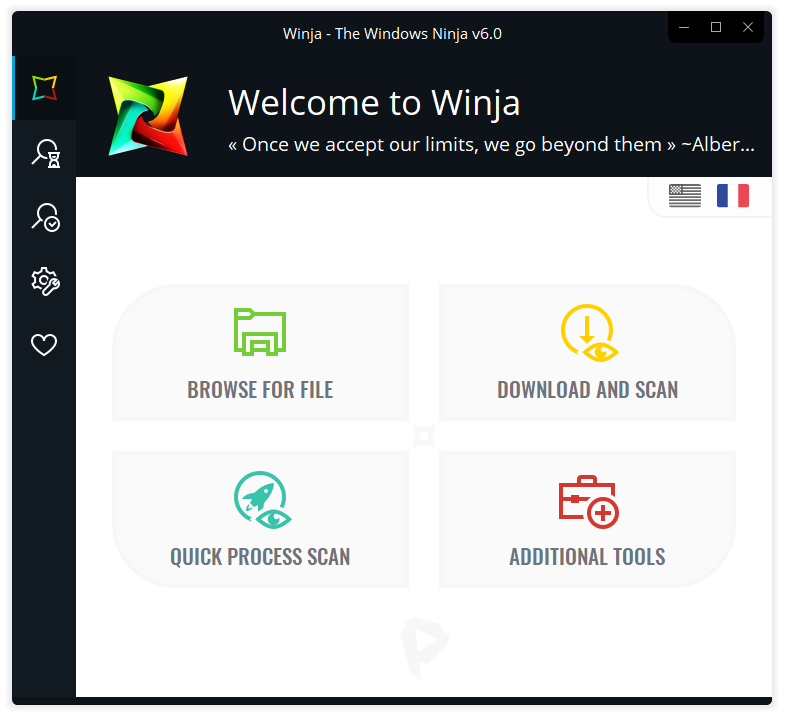 Winja - The Windows Ninja v6.0
Welcome to Winja
« Once we accept our limits, we go beyond them » ~Alber...
BROWSE FOR FILE
DOWNLOAD AND SCAN
QUICK PROCESS SCAN
ADDITIONAL TOOLS